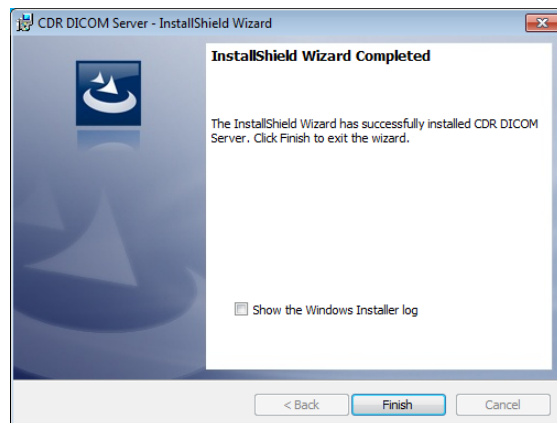 CDR DICOM Server - InstallShield Wizard
InstallShield Wizard Completed
The InstallShield Wizard has successfully installed CDR DICOM
Server. Click Finish to exit the wizard.
Show the Windows Installer log
< Back
Finish
Cancel